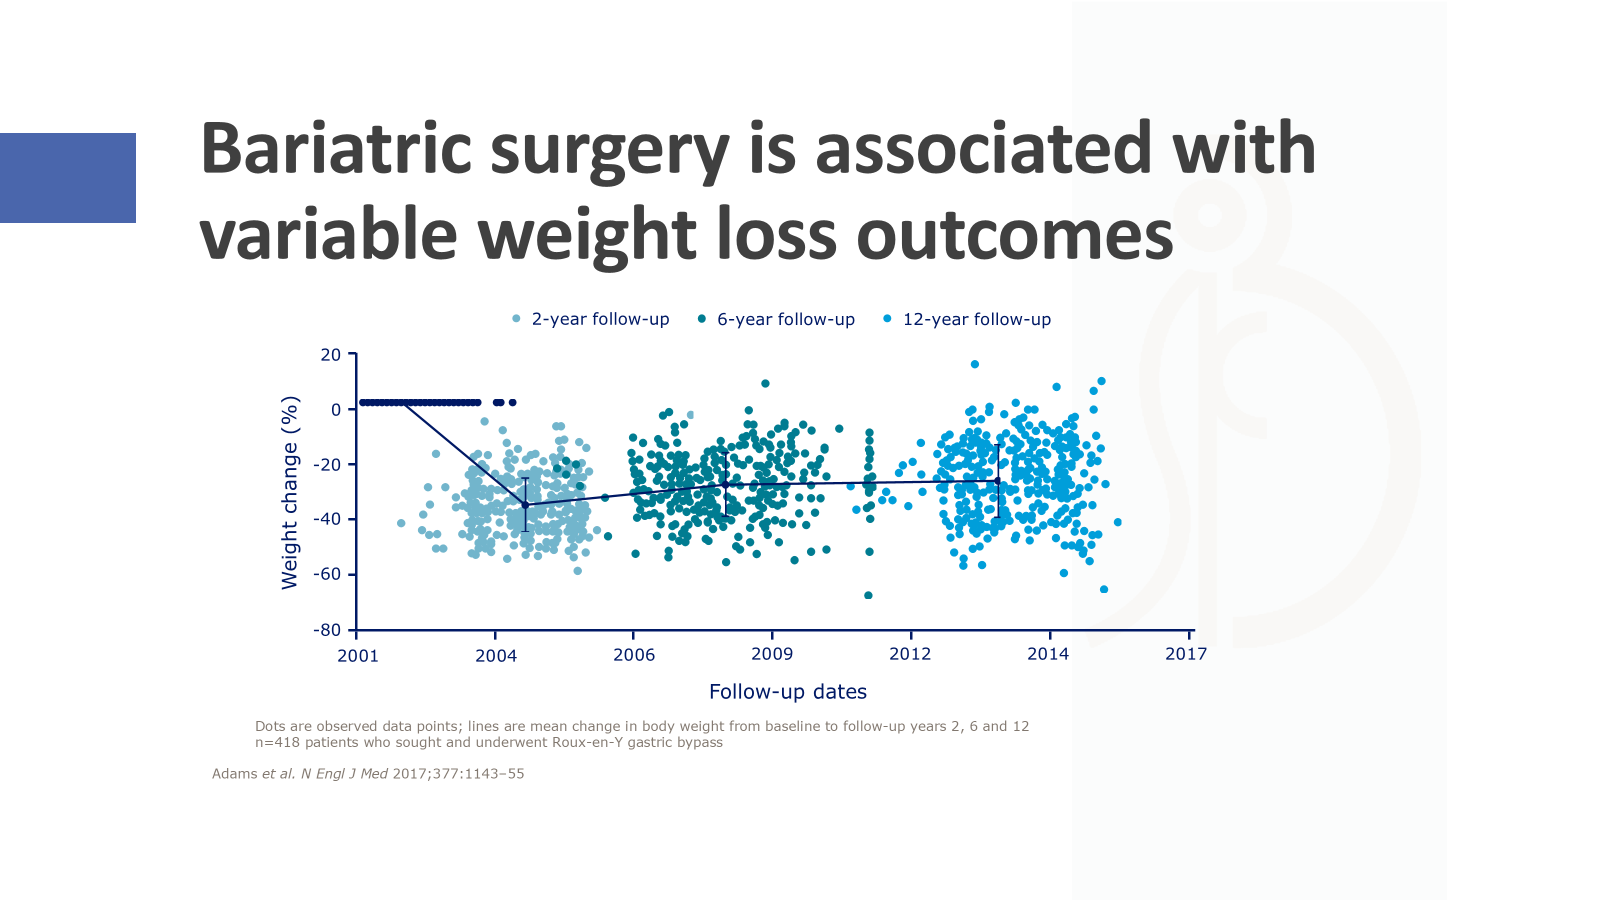 Bariatric surgery is associated with
variable weight loss outcomes
2-year follow-up 6-year follow-up 12-year follow-up
Weight change (%)
20
0
-20
-40
-60
-80
2001 2004 2006 2009 2012 2014 2017
Follow-up dates
Dots are observed data points; lines are mean change in body weight from baseline to follow-up years 2, 6 and 12
n=418 patients who sought and underwent Roux-en-Y gastric bypass
Adams et al. N Engl J Med 2017;377:1143–55